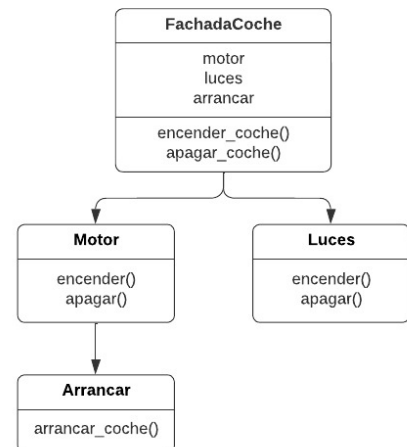 FachadaCoche
motor
luces
arrancar
encender_coche()
apagar_coche()
Motor
encender()
apagar()
Luces
encender()
apagar()
Arrancar
arrancar_coche()